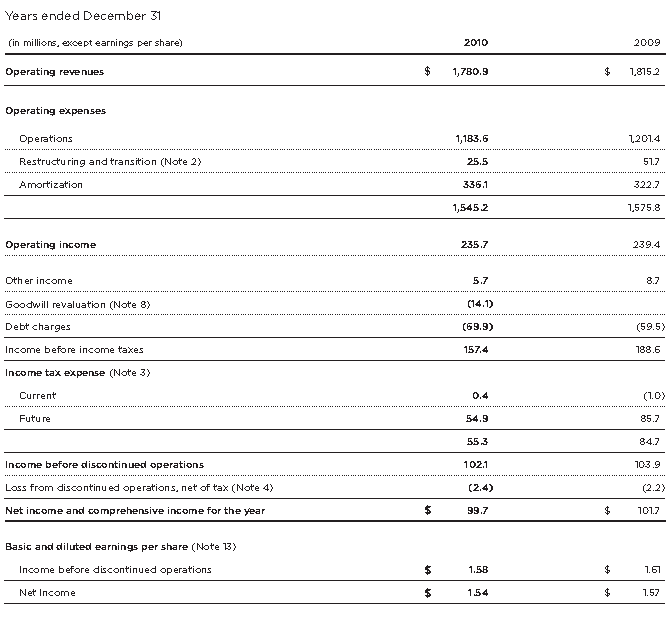 Years ended December 31
(in millions, except earnings per share) 2010 2009
Operating revenues $ 1,780.9 $ 1,815.2
Operating expenses
Operations 1,183.6 1,201.4
Restructuring and transition (Note 2) 25.5 51.7
Amortization 336.1 322.7
1,545.2 1,575.8
Operating income 235.7 239.4
Other income 5.7 8.7
Goodwill revaluation (Note 8) (14.1)
Debt charges (69.9) (59.5)
Income before income taxes 157.4 188.6
Income tax expense (Note 3)
Current 0.4 (1.0)
Future 54.9 85.7
55.3 84.7
Income before discontinued operations 102.1 103.9
Loss from discontinued operations, net of tax (Note 4) (2.4) (2.2)
Net income and comprehensive income for the year $ 99.7 $ 101.7
Basic and diluted earnings per share (Note 13)
Income before discontinued operations $ 1.58 $ 1.61
Net Income $ 1.54 $ 1.57